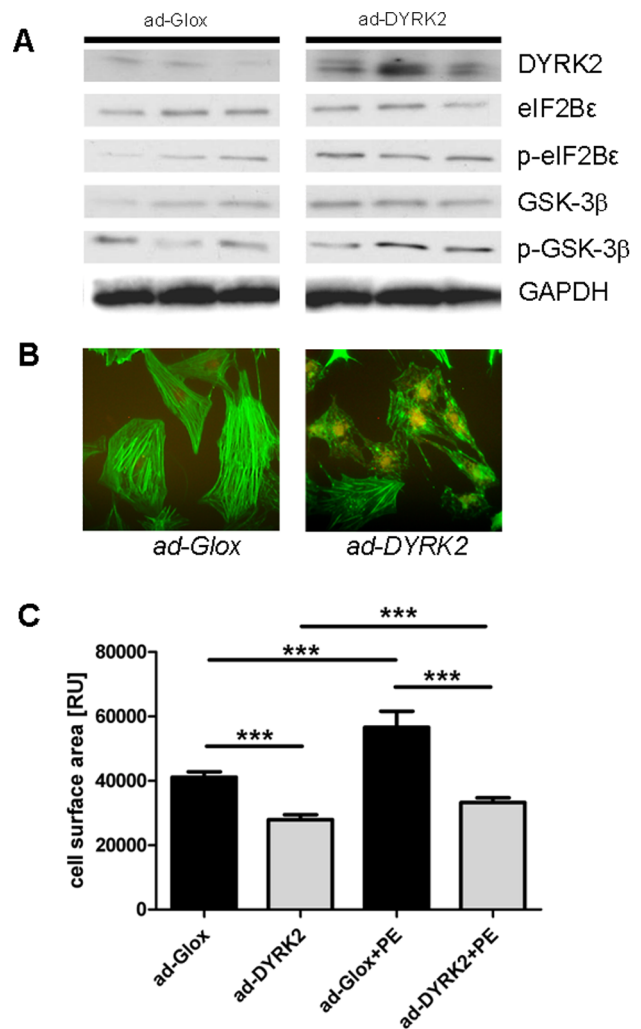 ad-Glox ad-DYRK2
A
DYRK2
eIF2Bε
p-eIF2Bε
GSK-3β
p-GSK-3β
GAPDH
B
ad-Glox ad-DYRK2
C
***
***
***
***
cell surface area [RU]
80000
60000
40000
20000
0
ad-Glox
ad-DYRK2
ad-Glox+PE
ad-DYRK2+PE